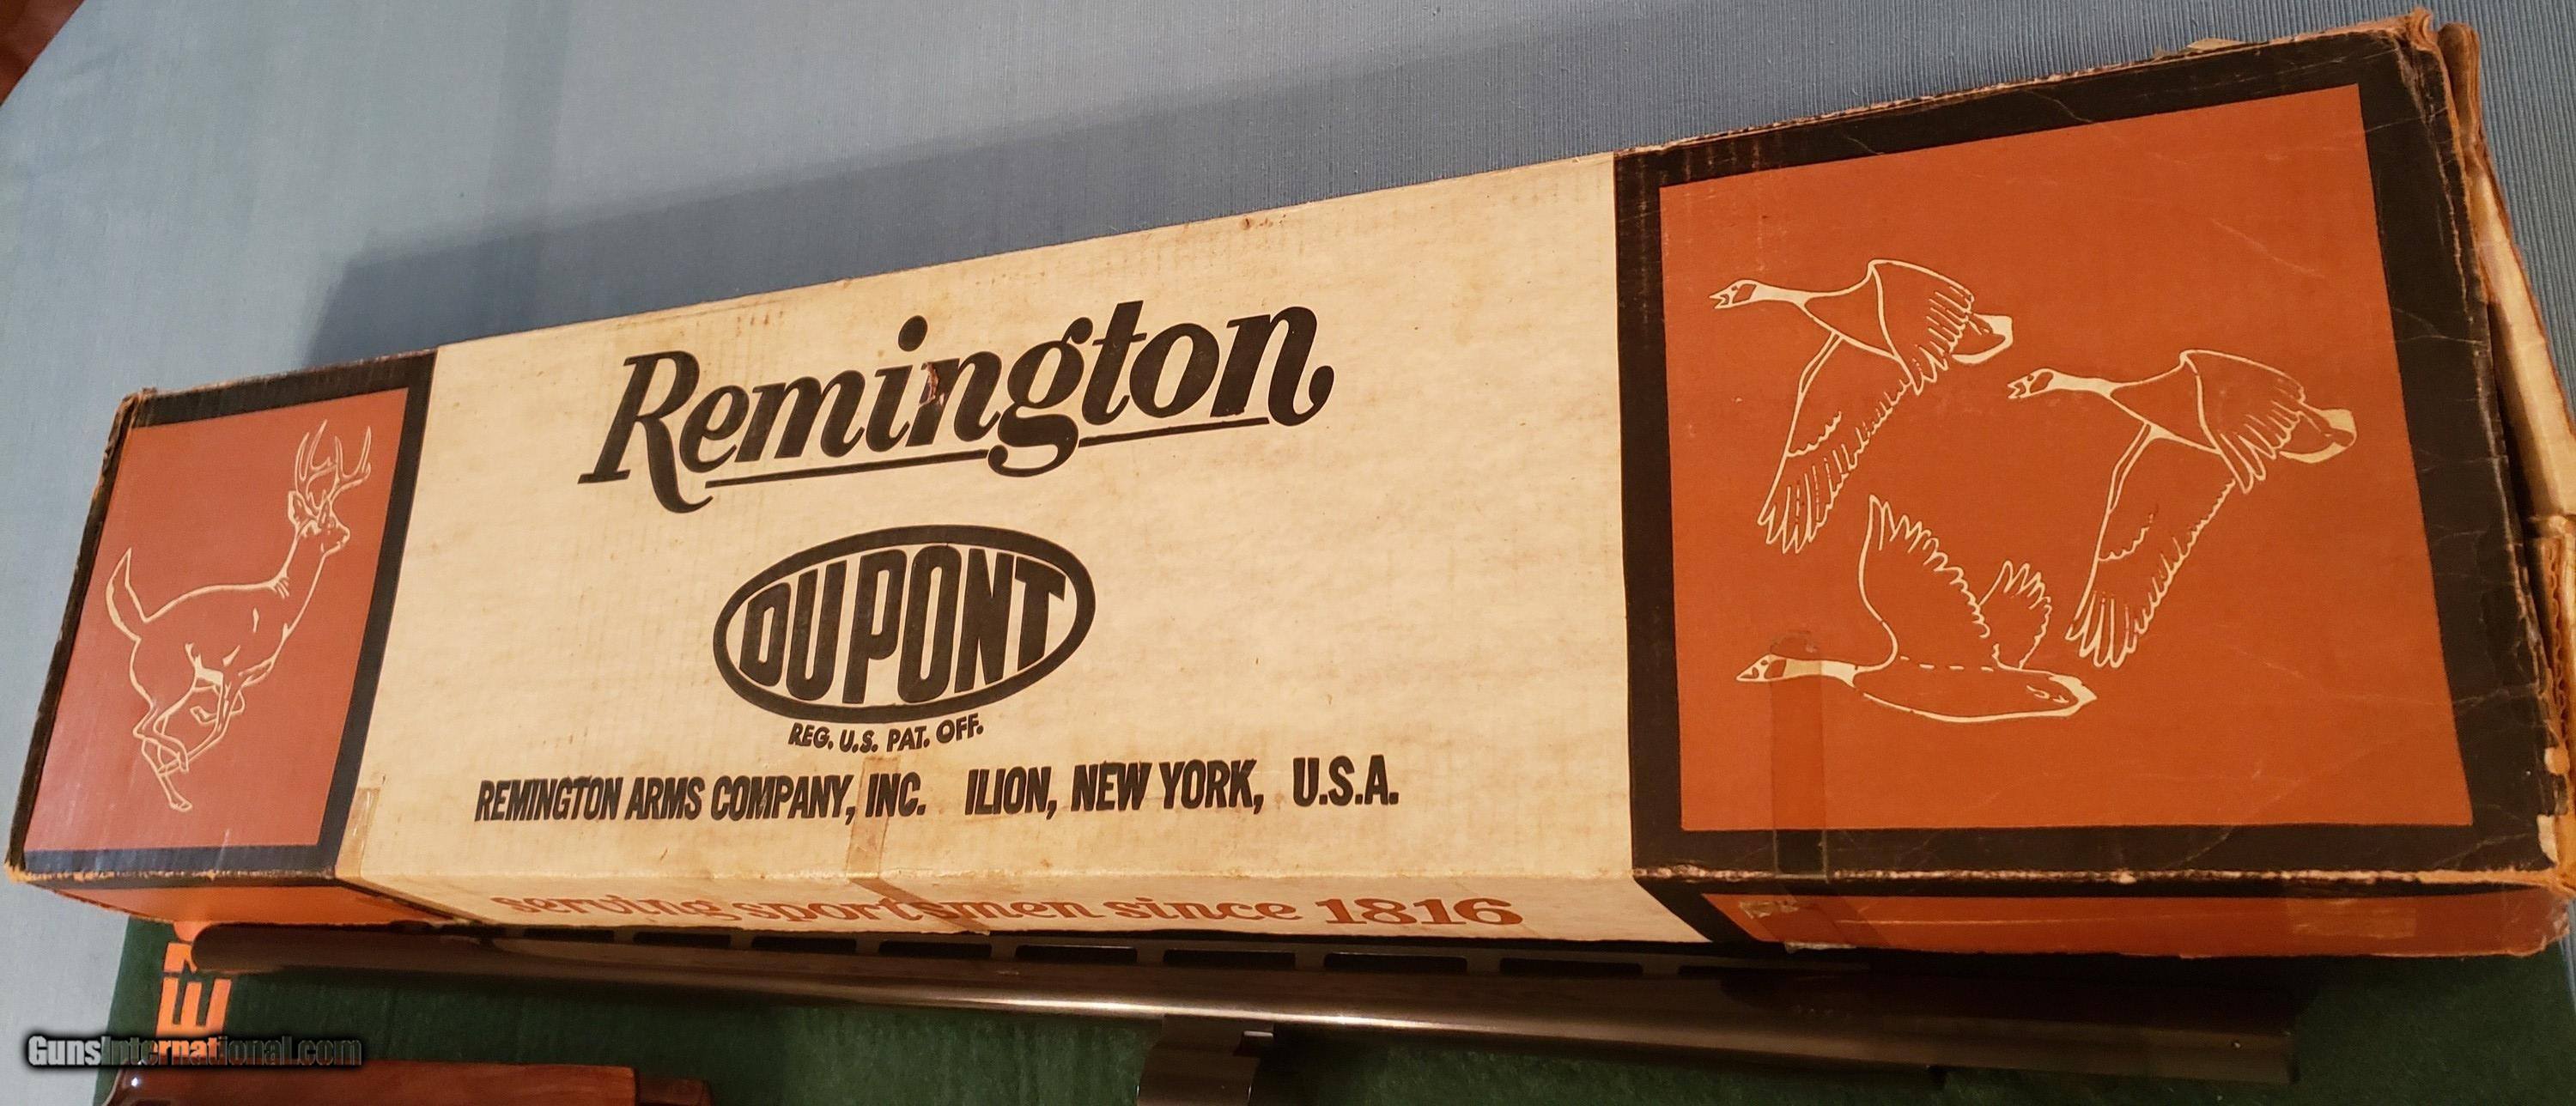 Remington
DUPONT
REG. U.S. PAT. OFF.
REMINGTON ARMS COMPANY, INC. ILION, NEW YORK, U.S.A.
serving sportsmen since 1816
GunsInternational.com